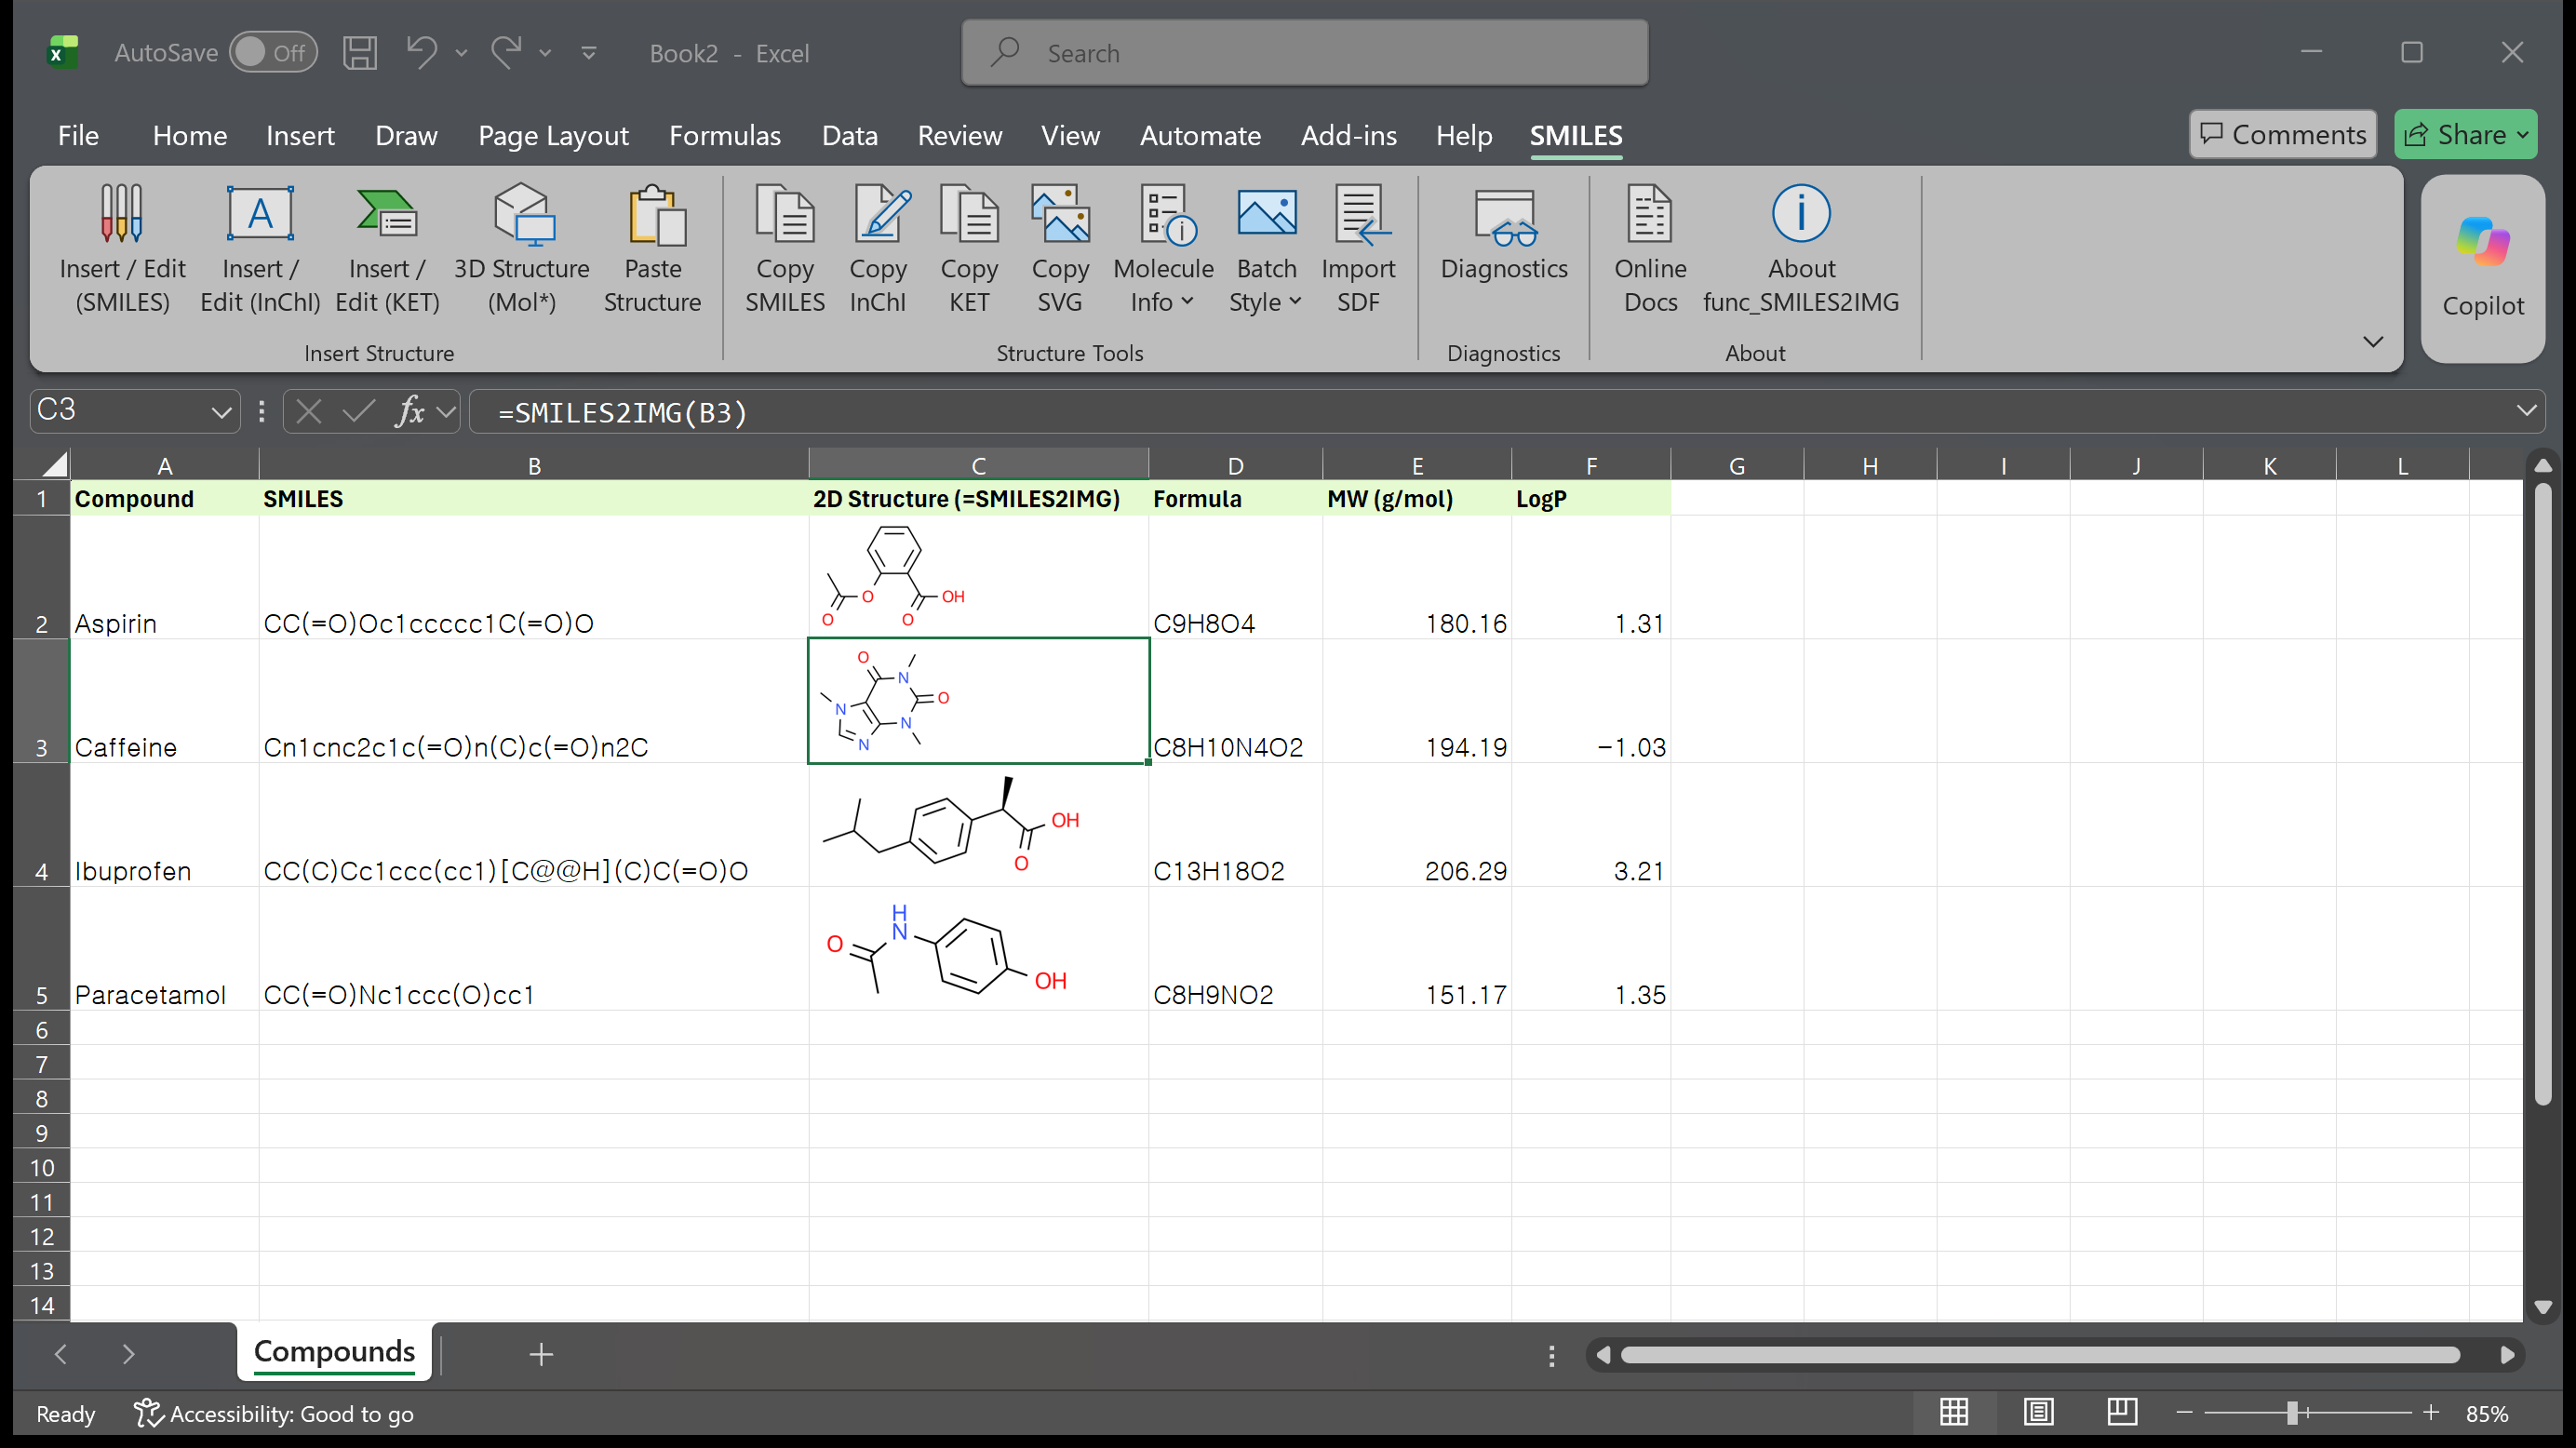 AutoSave Off Book2 - Excel Search
File Home Insert Draw Page Layout Formulas Data Review View Automate Add-ins Help SMILES Comments Share
Insert / Edit (SMILES)
Insert / Edit (InChI)
Insert / Edit (KET)
3D Structure (Mol*)
Paste Structure
Copy SMILES
Copy InChI
Copy KET
Copy SVG
Molecule Info
Batch Style
Import SDF
Diagnostics
Online Docs
About func_SMILES2IMG
Copilot
Insert Structure Structure Tools Diagnostics About
C3 fx =SMILES2IMG(B3)
A B C D E F G H I J K L
1 Compound SMILES 2D Structure (=SMILES2IMG) Formula MW (g/mol) LogP
O O O OH
2 Aspirin CC(=O)Oc1ccccc1C(=O)O C9H8O4 180.16 1.31
O N O N N N
3 Caffeine Cn1cnc2c1c(=O)n(C)c(=O)n2C C8H10N4O2 194.19 -1.03
OH O
4 Ibuprofen CC(C)Cc1ccc(cc1)[C@@H](C)C(=O)O C13H18O2 206.29 3.21
H N O OH
5 Paracetamol CC(=O)Nc1ccc(O)cc1 C8H9NO2 151.17 1.35
6
7
8
9
10
11
12
13
14
Compounds
Ready Accessibility: Good to go 85%